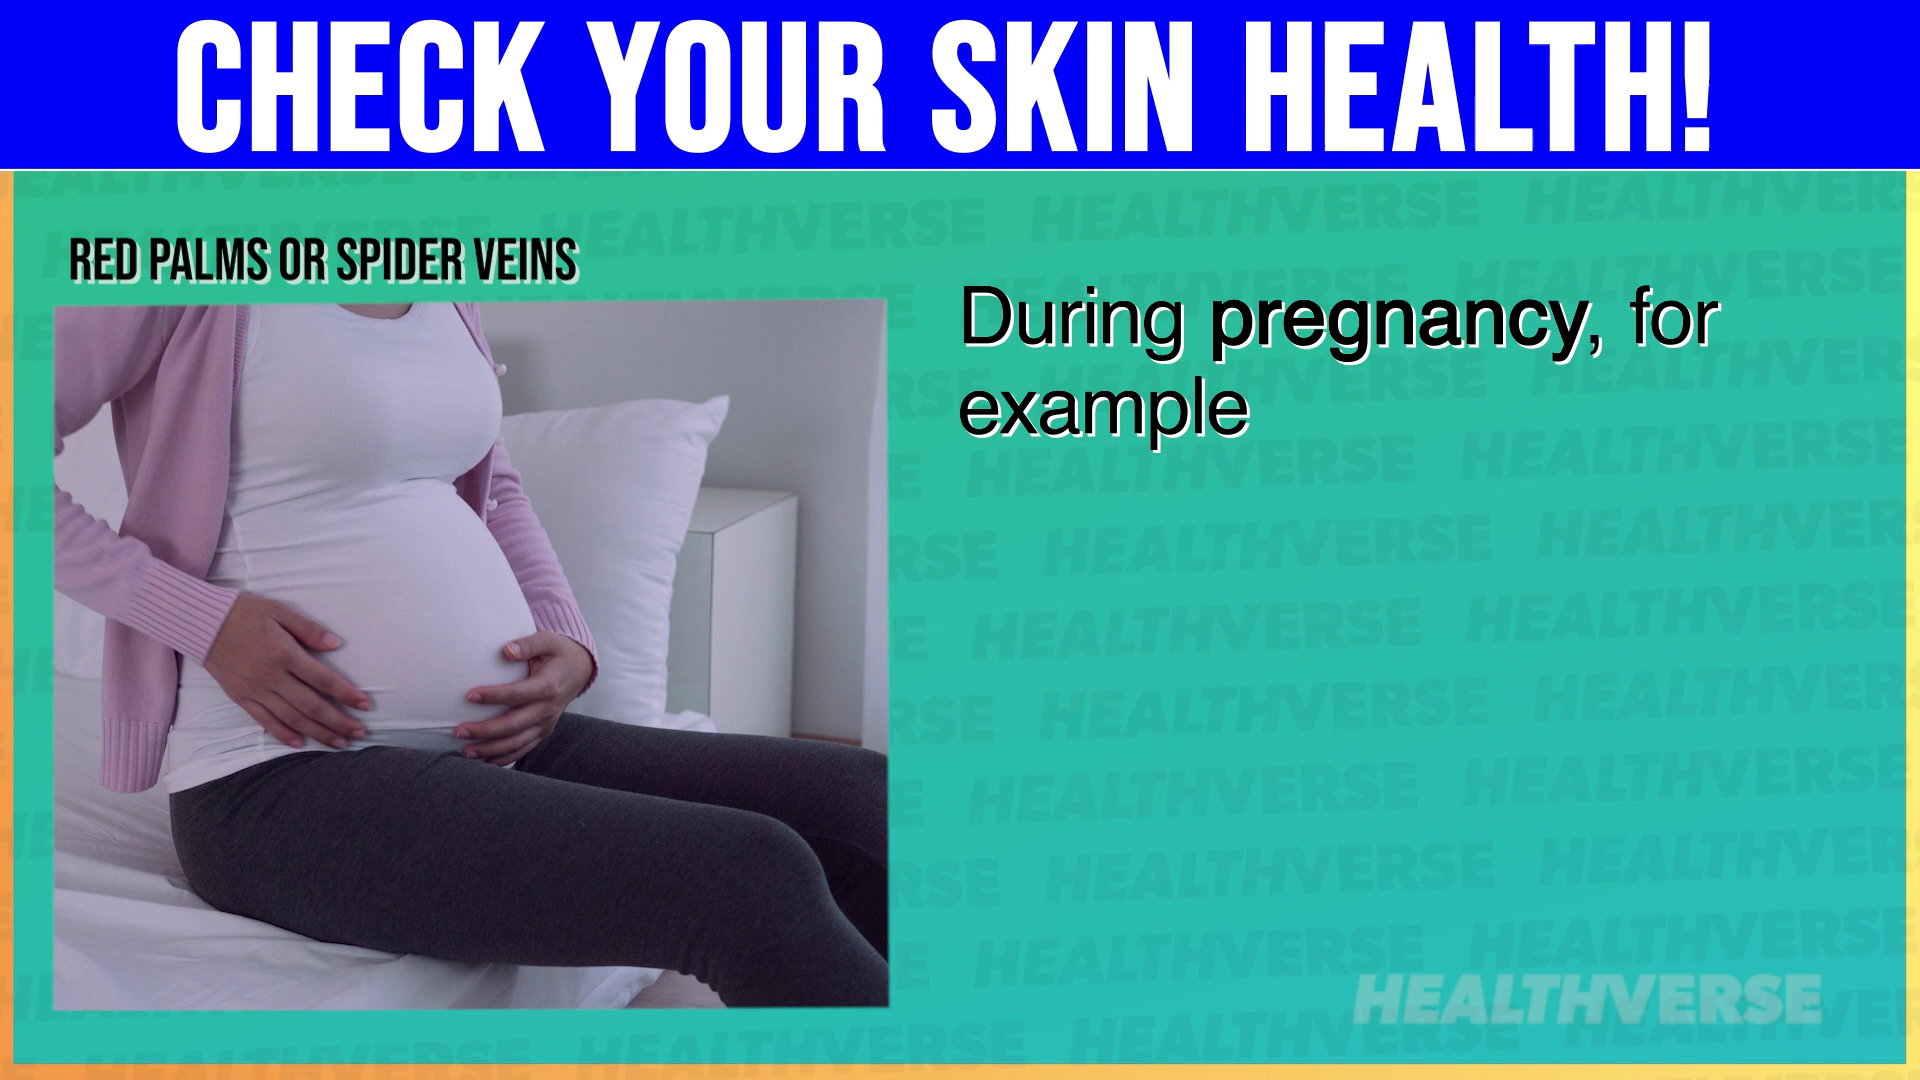 CHECK YOUR SKIN HEALTH!
RED PALMS OR SPIDER VEINS
During pregnancy, for
example
HEALTHVERSE